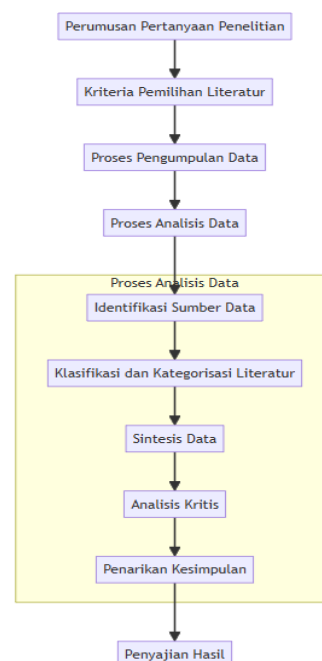 Perumusan Pertanyaan Penelitian
Kriteria Pemilihan Literatur
Proses Pengumpulan Data
Proses Analisis Data
Proses Analisis Data
Identifikasi Sumber Data
Klasifikasi dan Kategorisasi Literatur
Sintesis Data
Analisis Kritis
Penarikan Kesimpulan
Penyajian Hasil